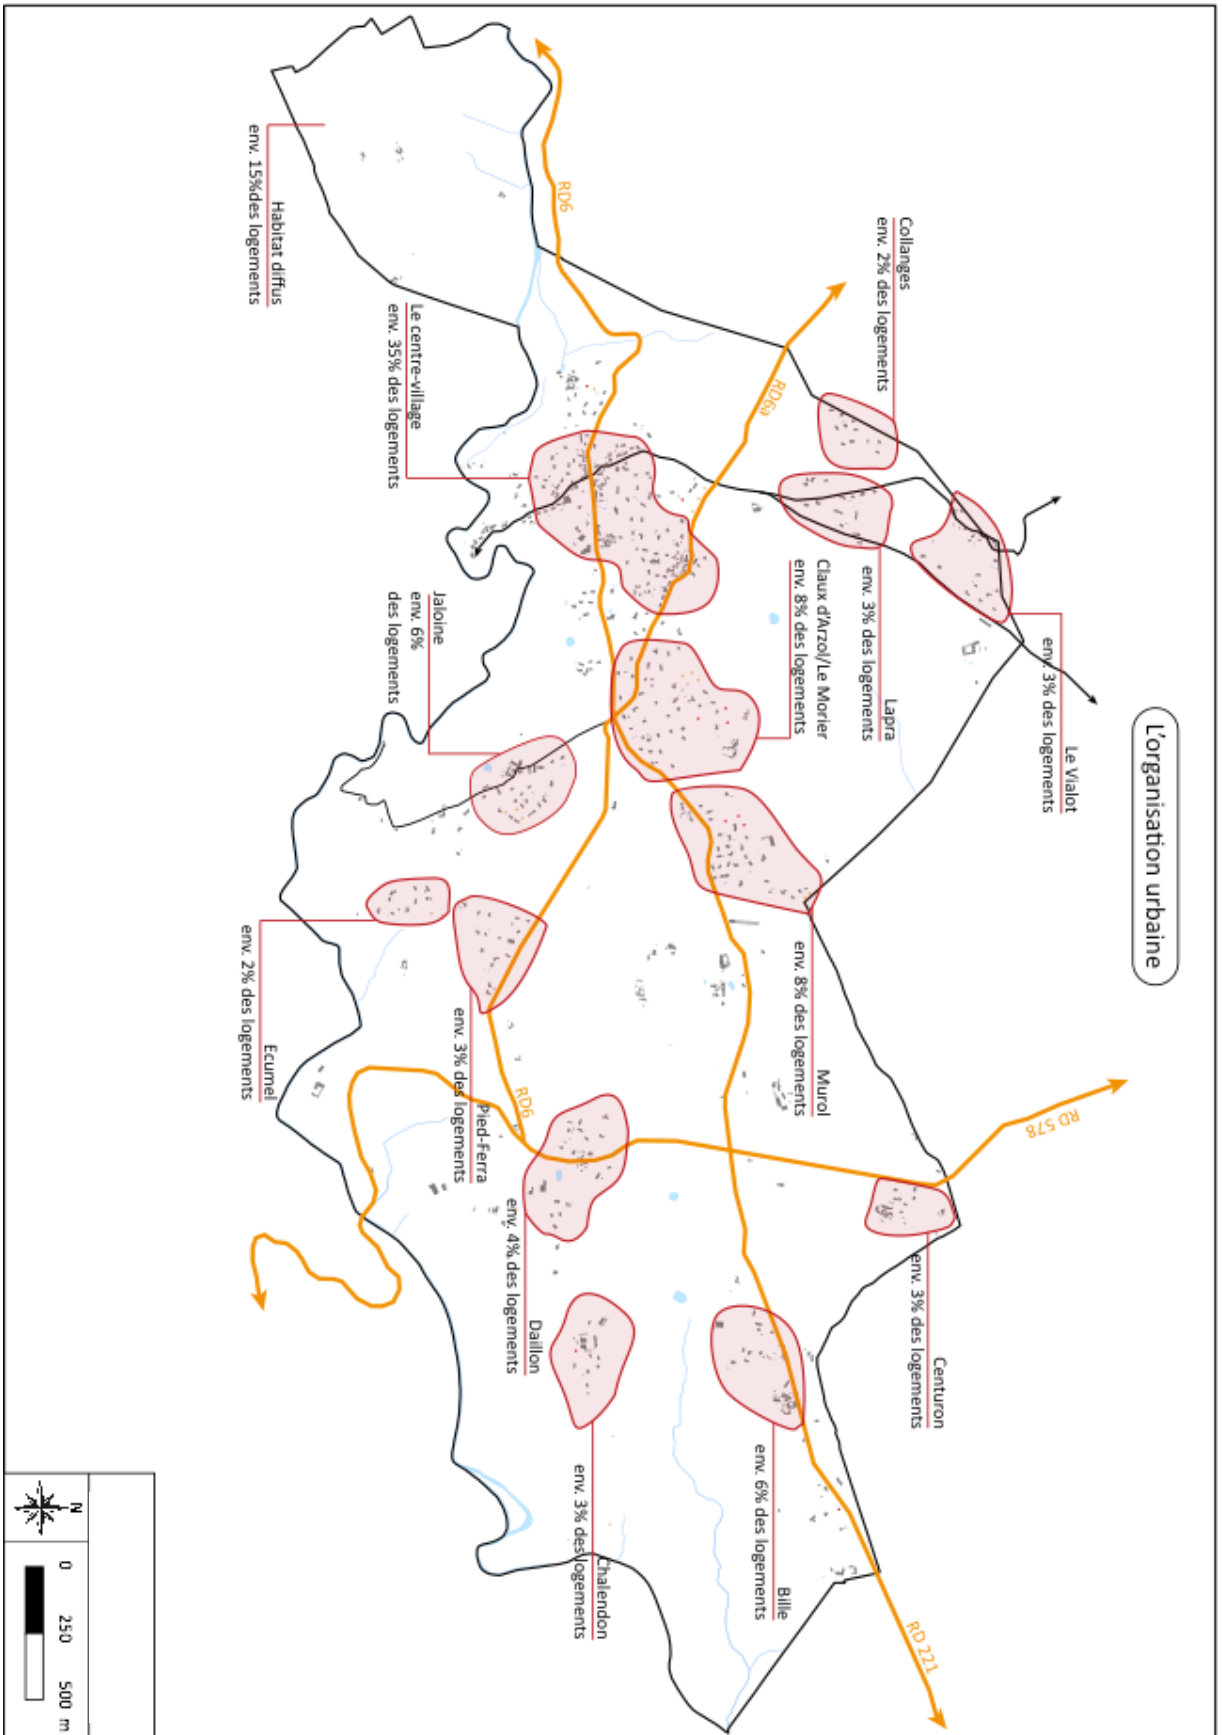 L'organisation urbaine
Le Vialot
env. 3% des logements
Collanges
env. 2% des logements
Lapra
env. 3% des logements
Claux d'Arzol/Le Morier
env. 8% des logements
Murol
env. 8% des logements
Centuron
env. 3% des logements
Bille
env. 6% des logements
Chalendon
env. 3% des logements
Daillon
env. 4% des logements
Pied-Ferra
env. 3% des logements
Ecumel
env. 2% des logements
Jaloine
env. 6%
des logements
Le centre-village
env. 35% des logements
Habitat diffus
env. 15%des logements
RD6
RD6a
RD6
RD 578
RD 221
N
0 250 500 m